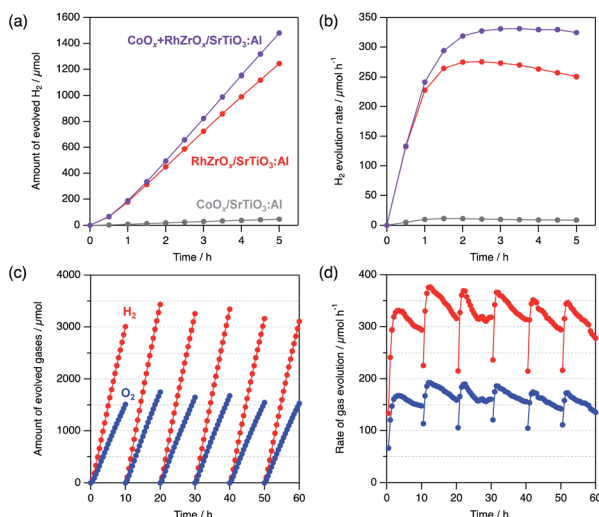 (a)
1600
1400
1200
1000
800
600
400
200
0
Amount of evolved H₂ / μmol
CoOₓ+RhZrOₓ/SrTiO₃:Al
RhZrOₓ/SrTiO₃:Al
CoOₓ/SrTiO₃:Al
0 1 2 3 4 5
Time / h
(b)
350
300
250
200
150
100
50
0
H₂ evolution rate / μmol h⁻¹
0 1 2 3 4 5
Time / h
(c)
4000
3000
2000
1000
0
Amount of evolved gases / μmol
H₂
O₂
0 10 20 30 40 50 60
Time / h
(d)
400
300
200
100
0
Rate of gas evolution / μmol h⁻¹
0 10 20 30 40 50 60
Time / h